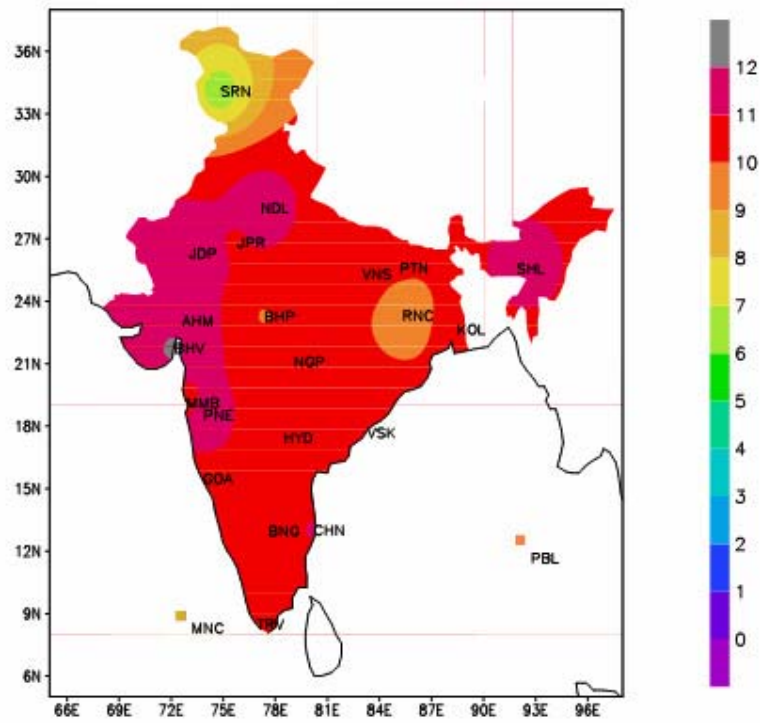 36N
33N
30N
27N
24N
21N
18N
15N
12N
9N
6N
66E 69E 72E 75E 78E 81E 84E 87E 90E 93E 96E
SRN
NDL
JPR
JDP
VNS
PTN
SHL
AHM
BHP
RNC
KOL
BHV
NGP
MMB
PNE
HYD
VSK
GOA
BNG
CHN
PBL
MNC
TRV
12
11
10
9
8
7
6
5
4
3
2
1
0